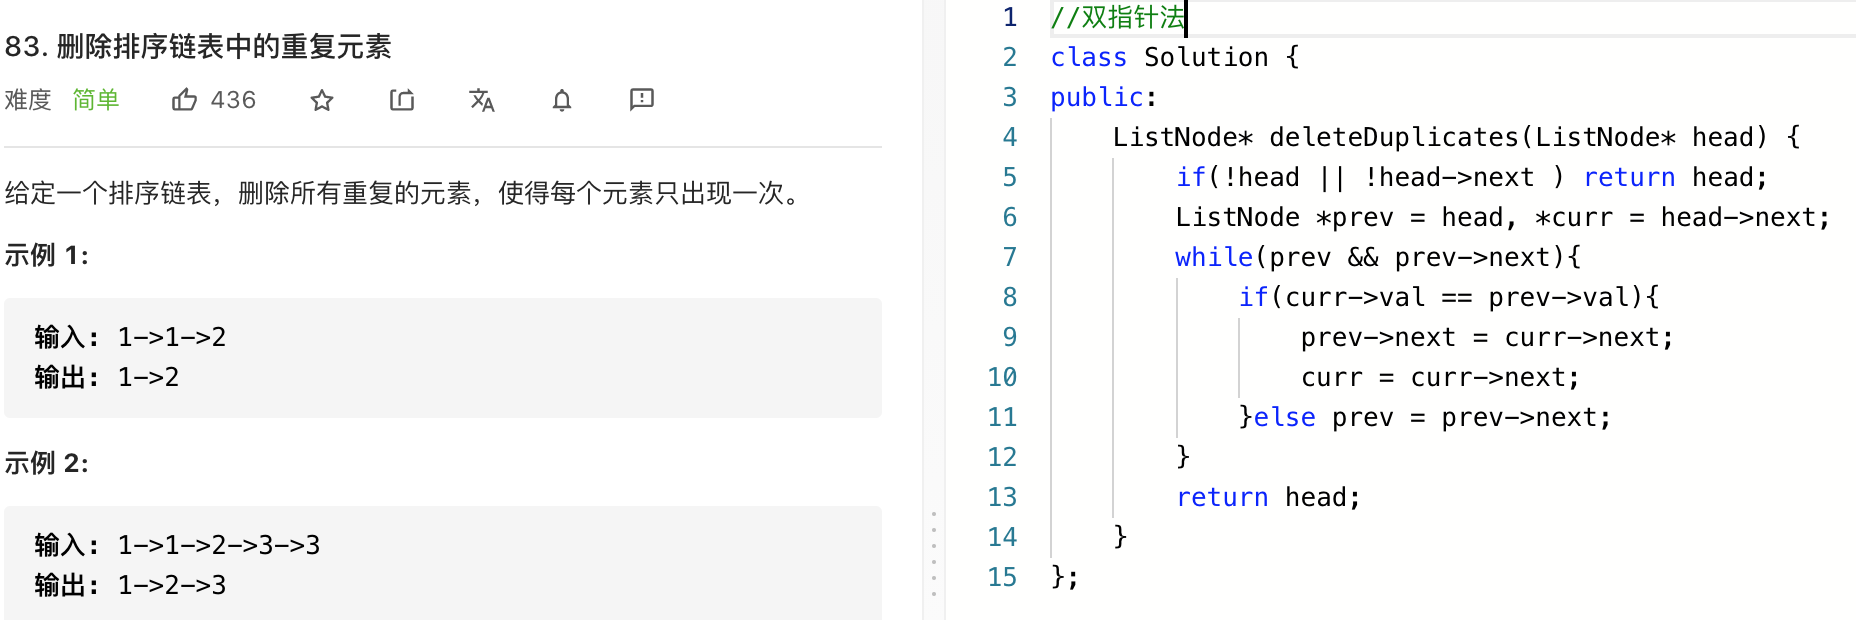 83. 删除排序链表中的重复元素
难度 简单 436
给定一个排序链表，删除所有重复的元素，使得每个元素只出现一次。
示例 1:
输入: 1->1->2
输出: 1->2
示例 2:
输入: 1->1->2->3->3
输出: 1->2->3
1 //双指针法
2 class Solution {
3 public:
4 ListNode* deleteDuplicates(ListNode* head) {
5 if(!head || !head->next ) return head;
6 ListNode *prev = head, *curr = head->next;
7 while(prev && prev->next){
8 if(curr->val == prev->val){
9 prev->next = curr->next;
10 curr = curr->next;
11 }else prev = prev->next;
12 }
13 return head;
14 }
15 };